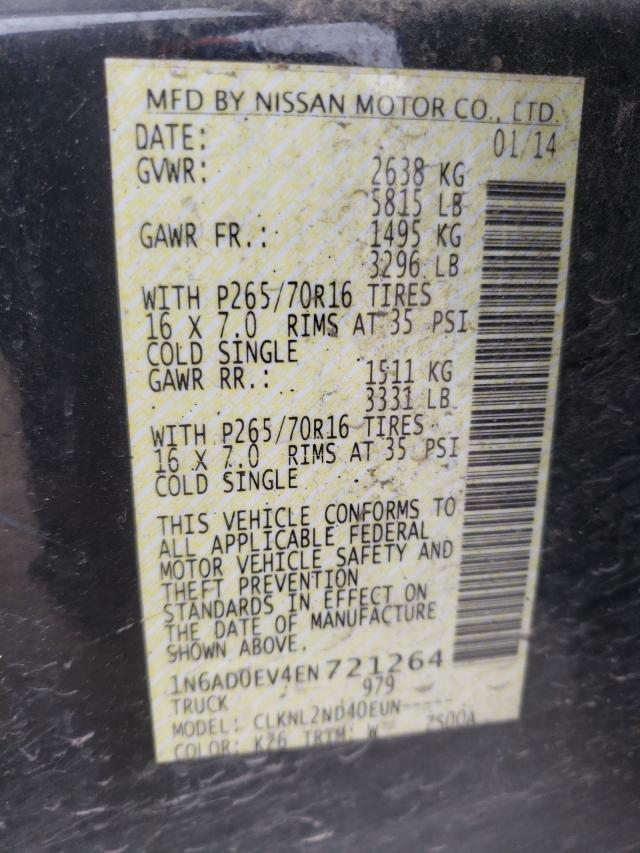 MFD BY NISSAN MOTOR CO., LTD.
DATE: 01/14
GVWR: 2638 KG
5815 LB
GAWR FR.: 1495 KG
3296 LB
WITH P265/70R16 TIRES
16 X 7.0 RIMS AT 35 PSI
COLD SINGLE
GAWR RR.: 1511 KG
3331 LB
WITH P265/70R16 TIRES
16 X 7.0 RIMS AT 35 PSI
COLD SINGLE
THIS VEHICLE CONFORMS TO
ALL APPLICABLE FEDERAL
MOTOR VEHICLE SAFETY AND
THEFT PREVENTION
STANDARDS IN EFFECT ON
THE DATE OF MANUFACTURE
SHOWN ABOVE.
1N6AD0EV4EN721264
TRUCK 979
MODEL: CLKNL2ND40EUN-----
COLOR: K26 TRIM: W ZS00A